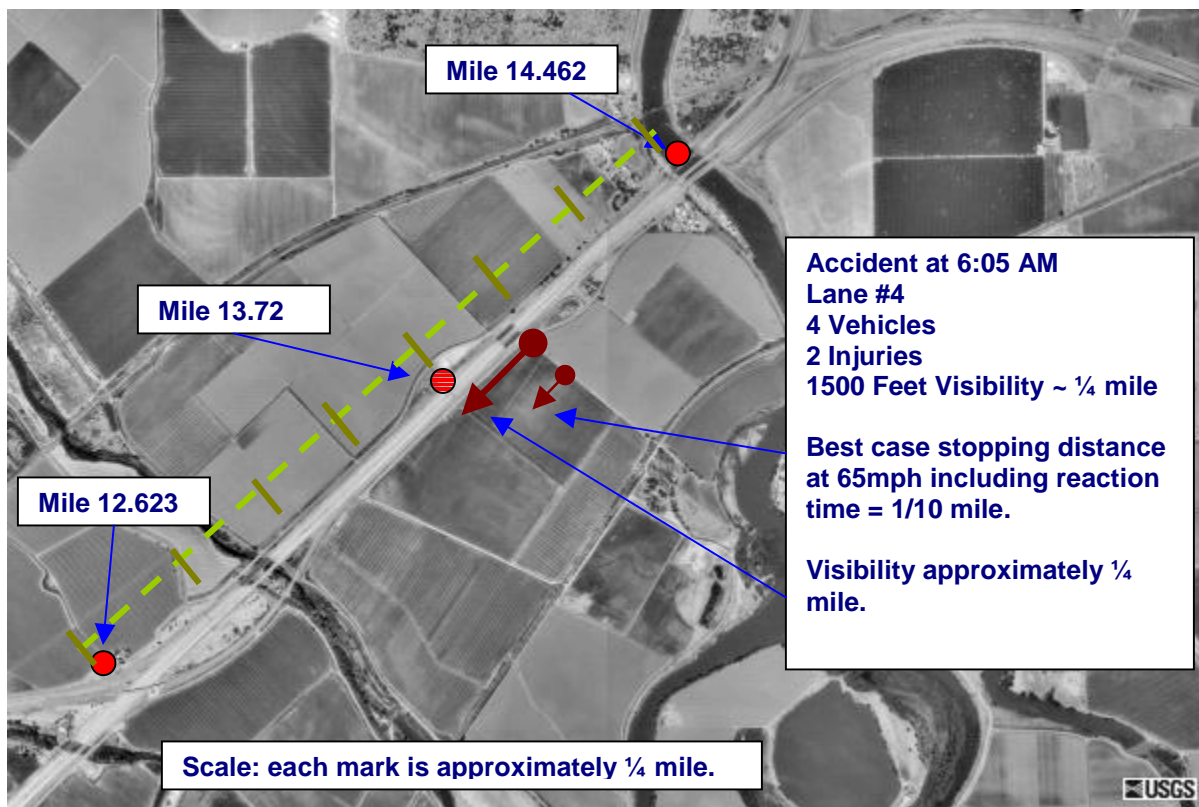 Mile 14.462
Accident at 6:05 AM
Lane #4
4 Vehicles
2 Injuries
1500 Feet Visibility ~ ¼ mile
Best case stopping distance
at 65mph including reaction
time = 1/10 mile.
Visibility approximately ¼
mile.
Mile 13.72
Mile 12.623
Scale: each mark is approximately ¼ mile.
USGS